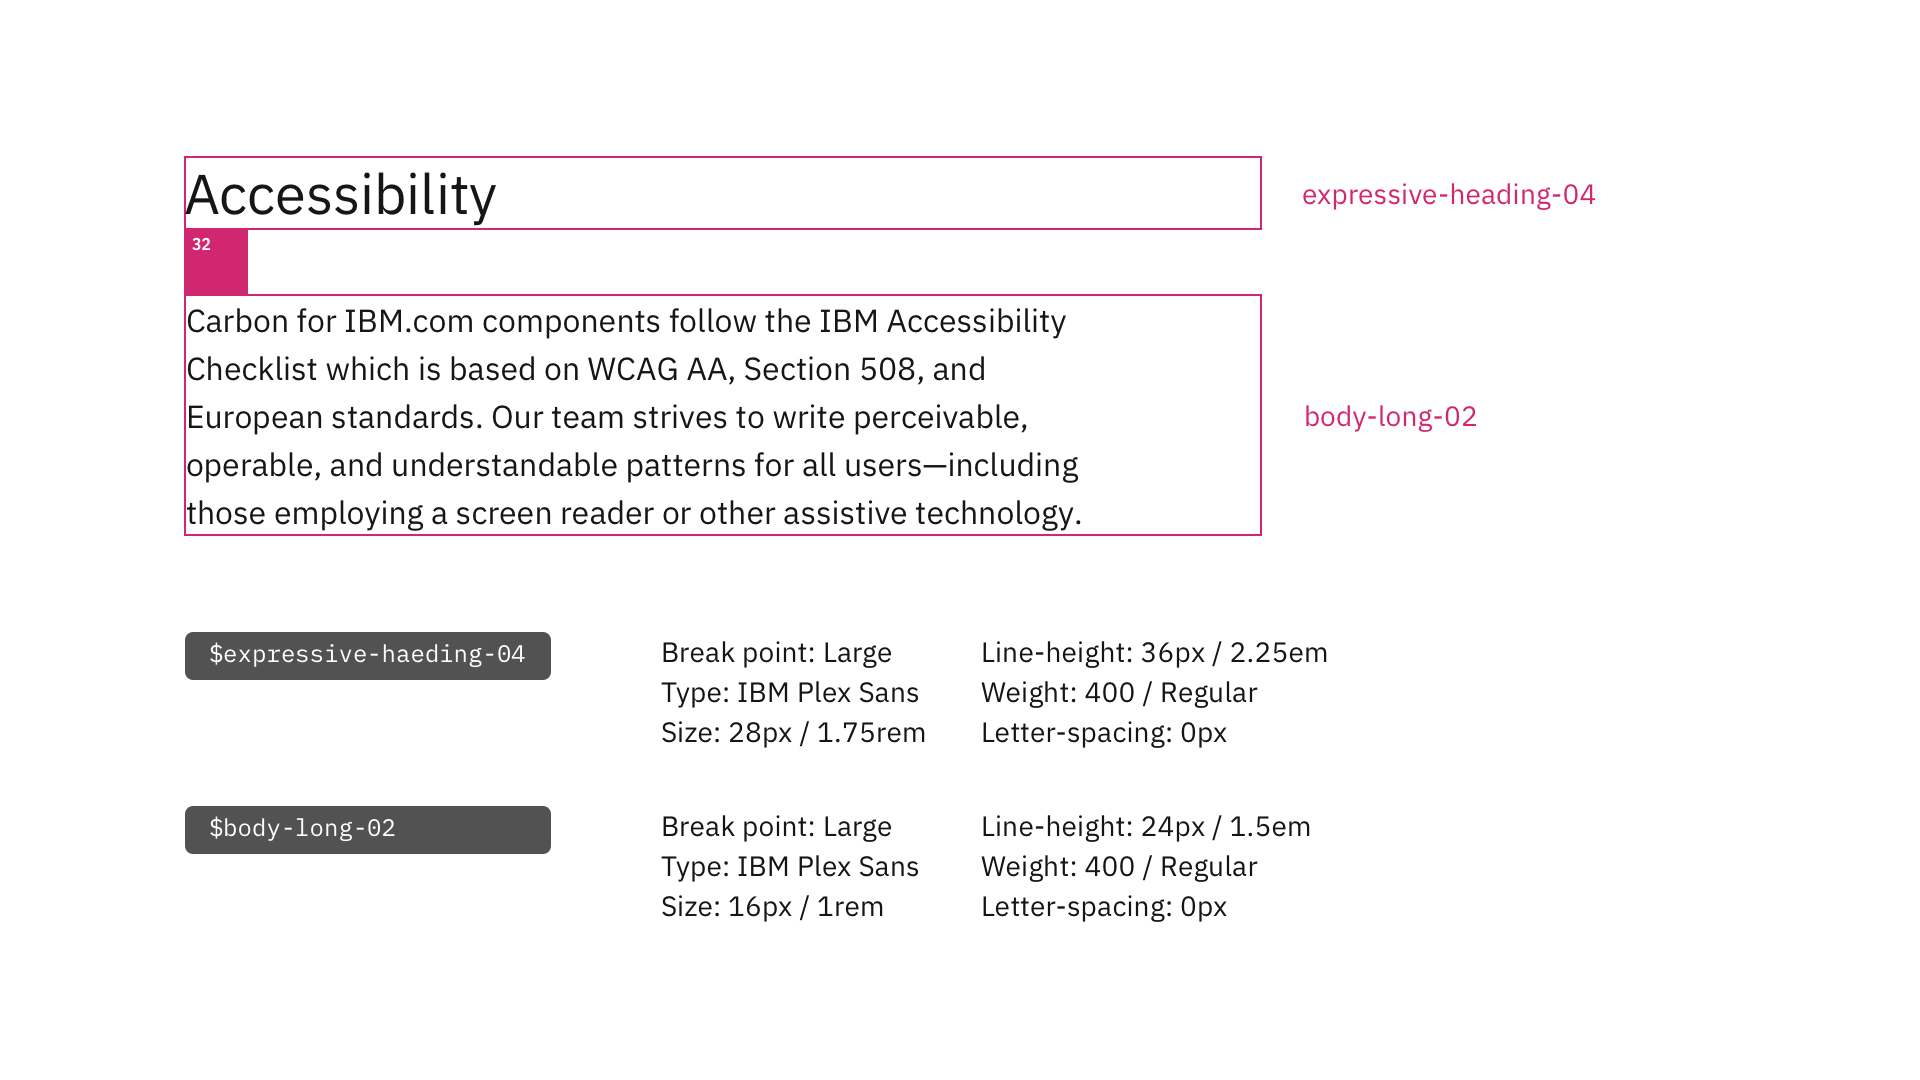 Accessibility
expressive-heading-04
32
Carbon for IBM.com components follow the IBM Accessibility
Checklist which is based on WCAG AA, Section 508, and
European standards. Our team strives to write perceivable,
operable, and understandable patterns for all users—including
those employing a screen reader or other assistive technology.
body-long-02
$expressive-haeding-04
Break point: Large
Type: IBM Plex Sans
Size: 28px / 1.75rem
Line-height: 36px / 2.25em
Weight: 400 / Regular
Letter-spacing: 0px
$body-long-02
Break point: Large
Type: IBM Plex Sans
Size: 16px / 1rem
Line-height: 24px / 1.5em
Weight: 400 / Regular
Letter-spacing: 0px